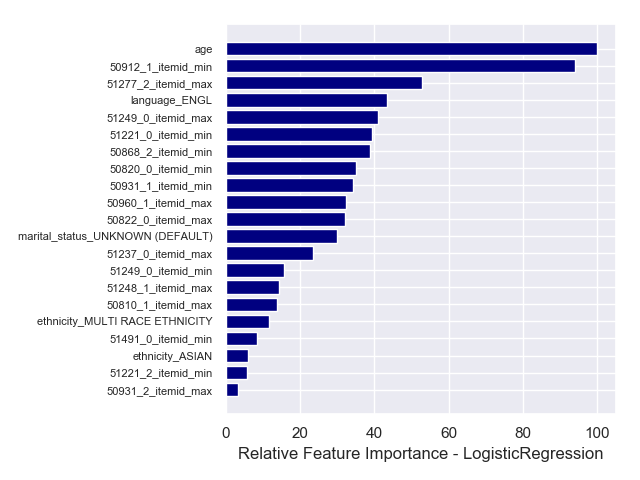 age
50912_1_itemid_min
51277_2_itemid_max
language_ENGL
51249_0_itemid_max
51221_0_itemid_min
50868_2_itemid_min
50820_0_itemid_min
50931_1_itemid_min
50960_1_itemid_max
50822_0_itemid_max
marital_status_UNKNOWN (DEFAULT)
51237_0_itemid_max
51249_0_itemid_min
51248_1_itemid_max
50810_1_itemid_max
ethnicity_MULTI RACE ETHNICITY
51491_0_itemid_min
ethnicity_ASIAN
51221_2_itemid_min
50931_2_itemid_max
0 20 40 60 80 100
Relative Feature Importance - LogisticRegression